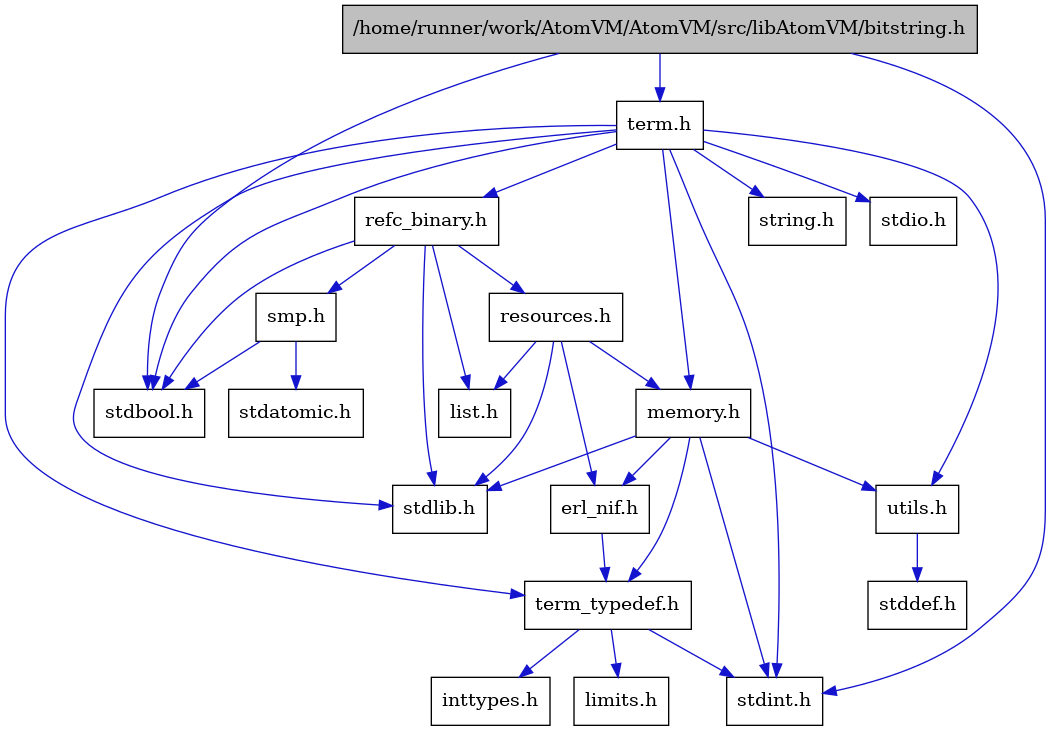 /home/runner/work/AtomVM/AtomVM/src/libAtomVM/bitstring.h
term.h
refc_binary.h
string.h
stdio.h
smp.h
resources.h
stdbool.h
stdatomic.h
list.h
memory.h
stdlib.h
erl_nif.h
utils.h
term_typedef.h
stddef.h
inttypes.h
limits.h
stdint.h